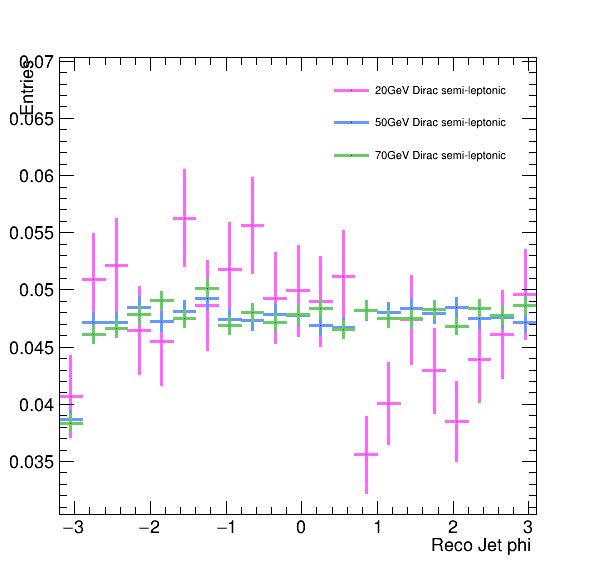 Entries
0.07
0.065
0.06
0.055
0.05
0.045
0.04
0.035
20GeV Dirac semi-leptonic
50GeV Dirac semi-leptonic
70GeV Dirac semi-leptonic
−3 −2 −1 0 1 2 3
Reco Jet phi